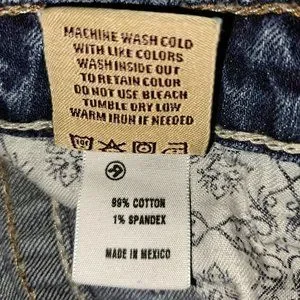 MACHINE WASH COLD
WITH LIKE COLORS
WASH INSIDE OUT
TO RETAIN COLOR
DO NOT USE BLEACH
TUMBLE DRY LOW
WARM IRON IF NEEDED
99% COTTON
1% SPANDEX
MADE IN MEXICO